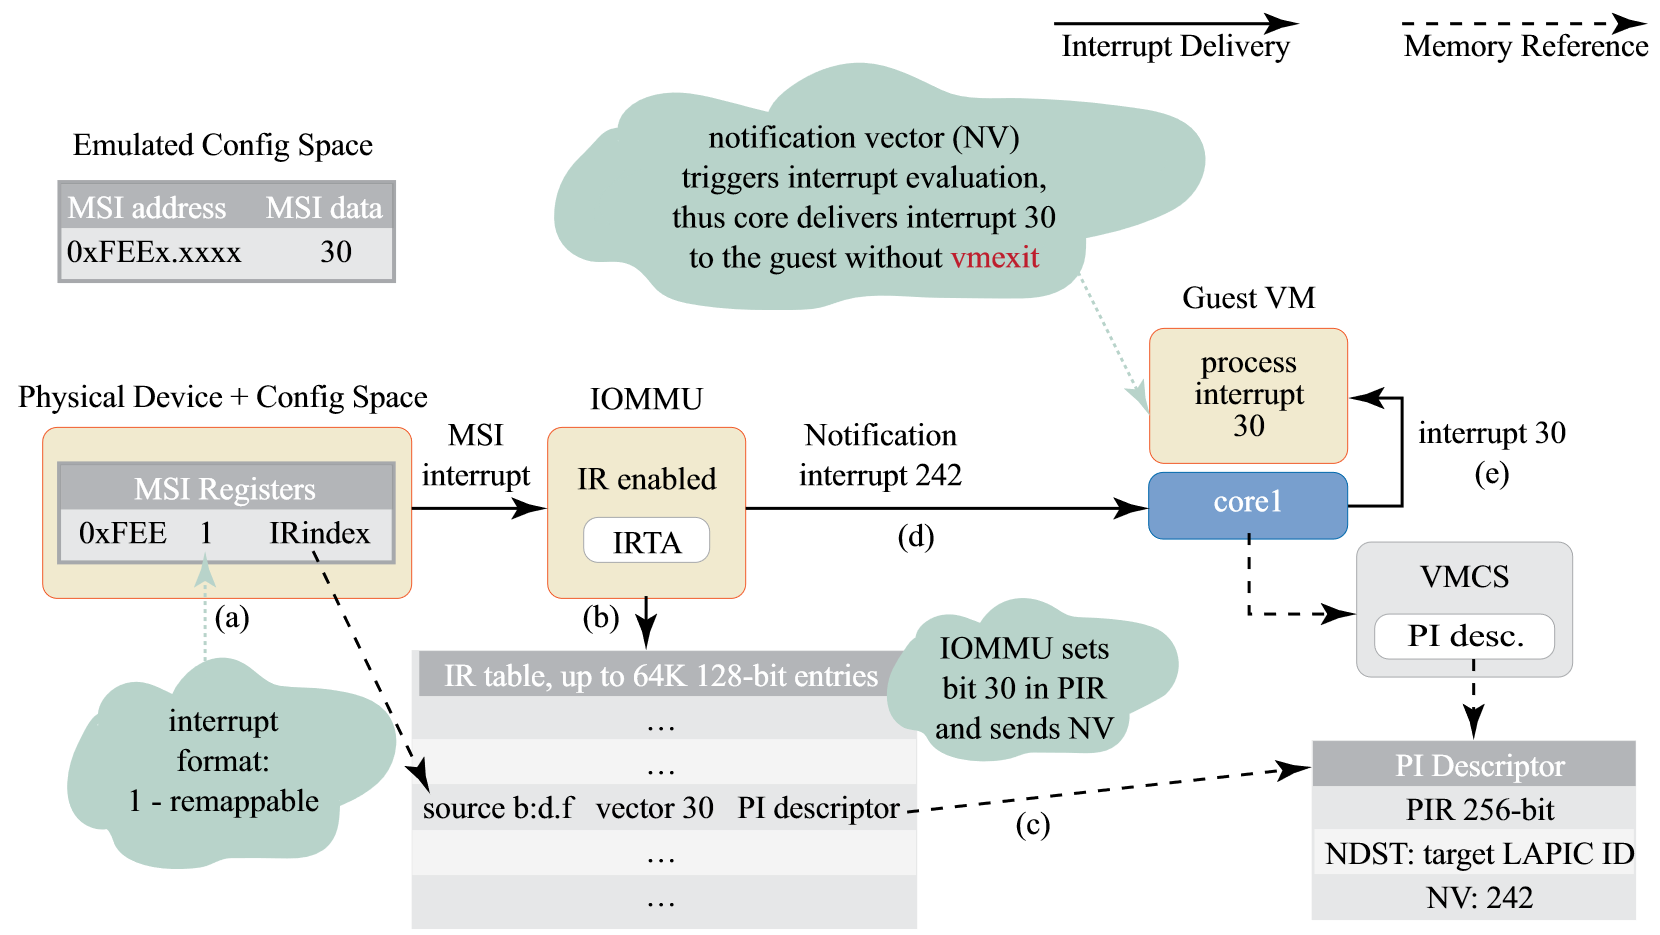 Interrupt Delivery
Memory Reference
notification vector (NV)
triggers interrupt evaluation,
thus core delivers interrupt 30
to the guest without vmexit
Emulated Config Space
MSI address MSI data
0xFEEx.xxxx 30
Guest VM
process
interrupt
30
interrupt 30
(e)
core1
Physical Device + Config Space
MSI Registers
0xFEE 1 IRindex
(a)
MSI
interrupt
IOMMU
IR enabled
IRTA
(b)
Notification
interrupt 242
(d)
VMCS
PI desc.
interrupt
format:
1 - remappable
IR table, up to 64K 128-bit entries
...
...
source b:d.f vector 30 PI descriptor
...
...
IOMMU sets
bit 30 in PIR
and sends NV
(c)
PI Descriptor
PIR 256-bit
NDST: target LAPIC ID
NV: 242